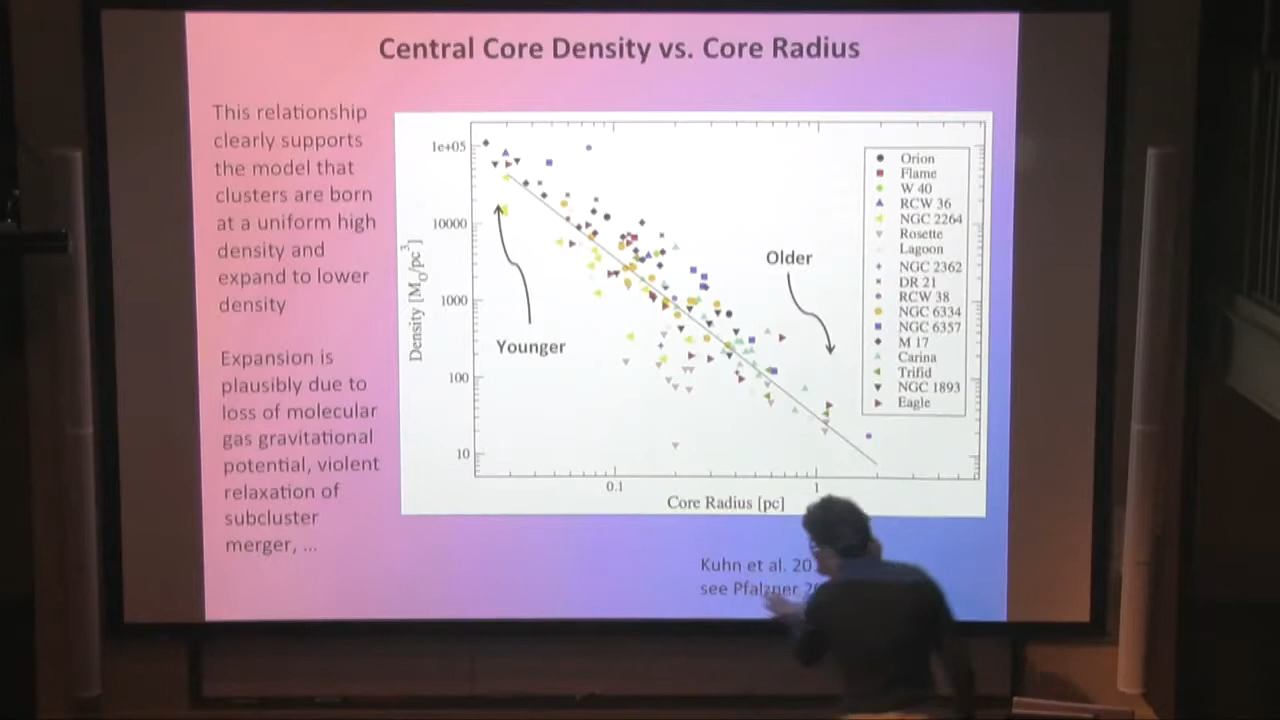 Central Core Density vs. Core Radius
This relationship
clearly supports
the model that
clusters are born
at a uniform high
density and
expand to lower
density
Expansion is
plausibly due to
loss of molecular
gas gravitational
potential, violent
relaxation of
subcluster
merger, ...
Density [M⊙/pc³]
1e+05
10000
1000
100
10
0.1
1
Core Radius [pc]
Younger
Older
Orion
Flame
W 40
RCW 36
NGC 2264
Rosette
Lagoon
NGC 2362
DR 21
RCW 38
NGC 6334
NGC 6357
M 17
Carina
Trifid
NGC 1893
Eagle
Kuhn et al.
see Pfalzner